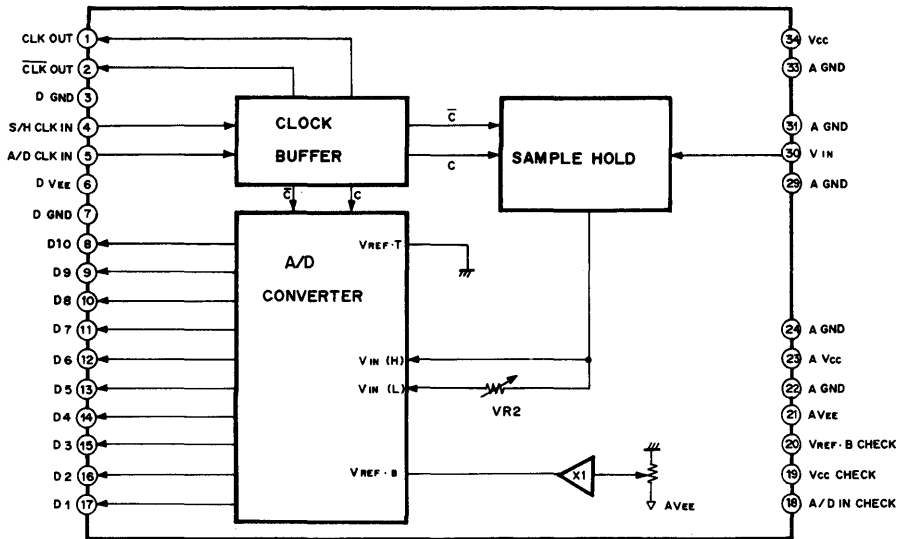 CLK OUT 1
C̅L̅K̅ OUT 2
D GND 3
S/H CLK IN 4
A/D CLK IN 5
D VEE 6
D GND 7
D10 8
D9 9
D8 10
D7 11
D6 12
D5 13
D4 14
D3 15
D2 16
D1 17
CLOCK
BUFFER
C̅
C
C̅
C
SAMPLE HOLD
A/D
CONVERTER
VREF·T
VIN (H)
VIN (L)
VREF·B
VR2
X1
AVEE
34 VCC
33 A GND
31 A GND
30 V IN
29 A GND
24 A GND
23 A VCC
22 A GND
21 AVEE
20 VREF·B CHECK
19 VCC CHECK
18 A/D IN CHECK